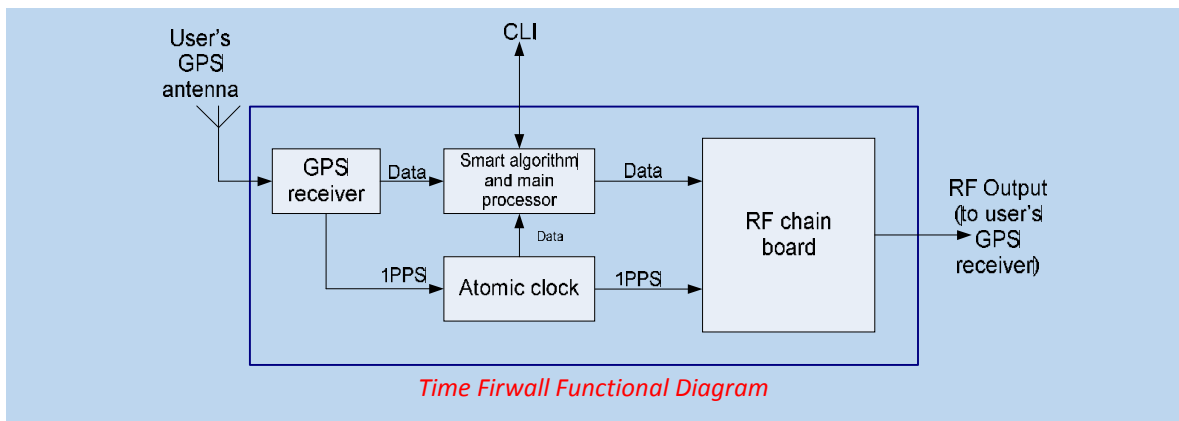 User's
GPS
antenna
CLI
GPS
receiver
Data
Smart algorithm
and main
processor
Data
RF chain
board
RF Output
(to user's
GPS
receiver)
Data
1PPS
Atomic clock
1PPS
Time Firwall Functional Diagram